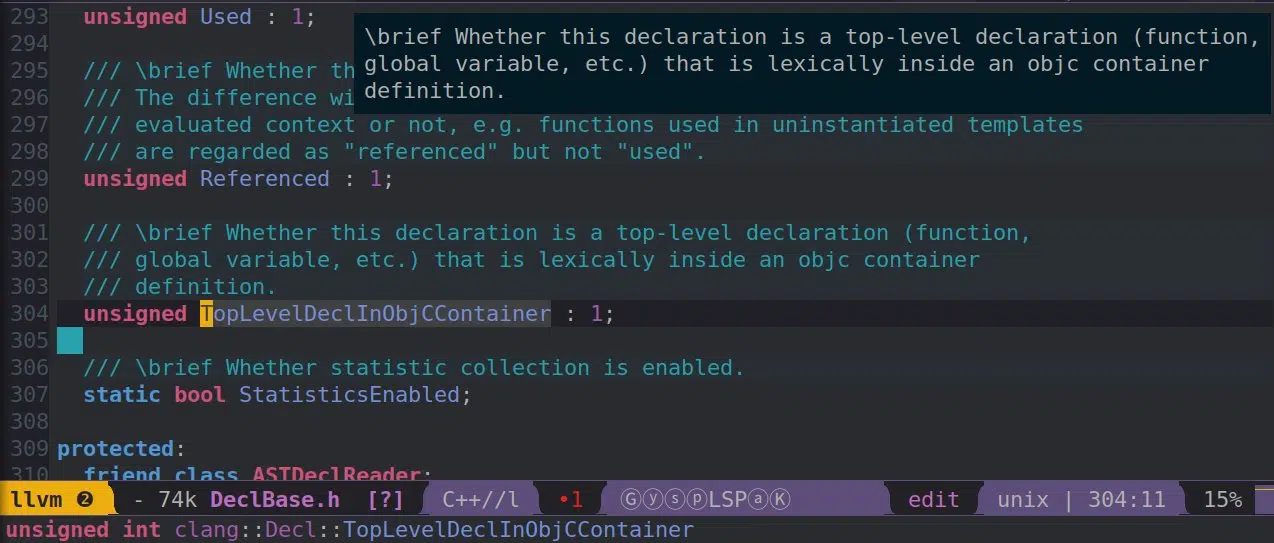 293   unsigned Used : 1;
\brief Whether this declaration is a top-level declaration (function,
global variable, etc.) that is lexically inside an objc container
definition.
294
295   /// \brief Whether th
296   /// The difference wi
297   /// evaluated context or not, e.g. functions used in uninstantiated templates
298   /// are regarded as "referenced" but not "used".
299   unsigned Referenced : 1;
300
301   /// \brief Whether this declaration is a top-level declaration (function,
302   /// global variable, etc.) that is lexically inside an objc container
303   /// definition.
304   unsigned TopLevelDeclInObjCContainer : 1;
305
306   /// \brief Whether statistic collection is enabled.
307   static bool StatisticsEnabled;
308
309 protected:
310   friend class ASTDeclReader;
llvm ❷ - 74k DeclBase.h [?] C++//l •1 ⒼⓨⓢⓟLSPⓐⓀ edit unix | 304:11 15%
unsigned int clang::Decl::TopLevelDeclInObjCContainer